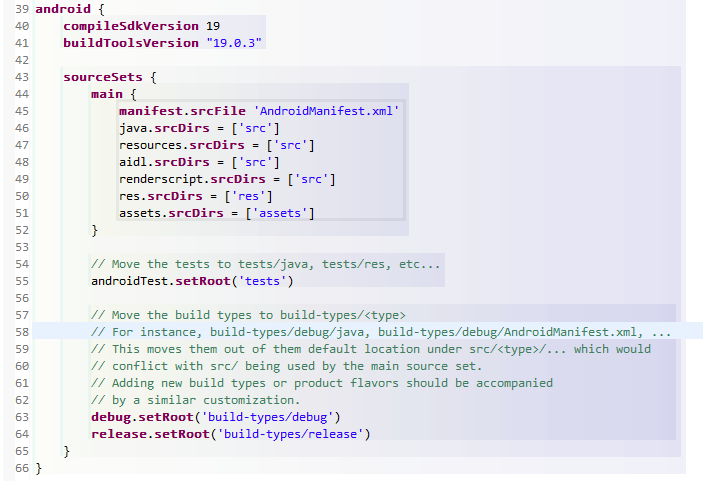 39 android {
40     compileSdkVersion 19
41     buildToolsVersion "19.0.3"
42
43     sourceSets {
44         main {
45             manifest.srcFile 'AndroidManifest.xml'
46             java.srcDirs = ['src']
47             resources.srcDirs = ['src']
48             aidl.srcDirs = ['src']
49             renderscript.srcDirs = ['src']
50             res.srcDirs = ['res']
51             assets.srcDirs = ['assets']
52         }
53
54         // Move the tests to tests/java, tests/res, etc...
55         androidTest.setRoot('tests')
56
57         // Move the build types to build-types/<type>
58         // For instance, build-types/debug/java, build-types/debug/AndroidManifest.xml, ...
59         // This moves them out of them default location under src/<type>/... which would
60         // conflict with src/ being used by the main source set.
61         // Adding new build types or product flavors should be accompanied
62         // by a similar customization.
63         debug.setRoot('build-types/debug')
64         release.setRoot('build-types/release')
65     }
66 }